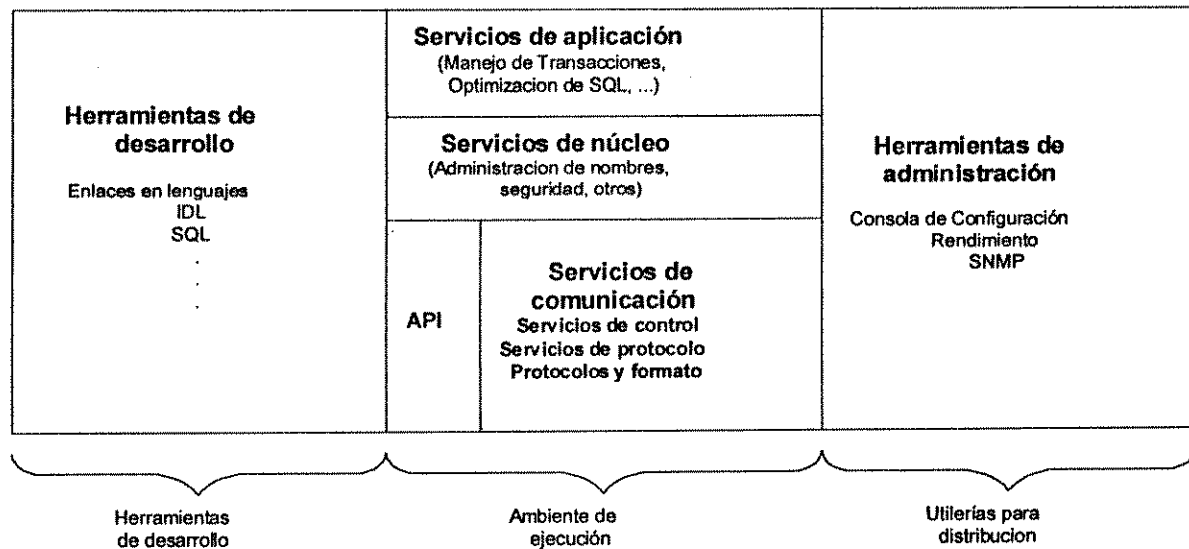 Herramientas de
desarrollo
Enlaces en lenguajes
IDL
SQL
.
.
.
Servicios de aplicación
(Manejo de Transacciones,
Optimizacion de SQL, ...)
Servicios de núcleo
(Administracion de nombres,
seguridad, otros)
API
Servicios de
comunicación
Servicios de control
Servicios de protocolo
Protocolos y formato
Herramientas de
administración
Consola de Configuración
Rendimiento
SNMP
Herramientas
de desarrollo
Ambiente de
ejecución
Utilerías para
distribucion